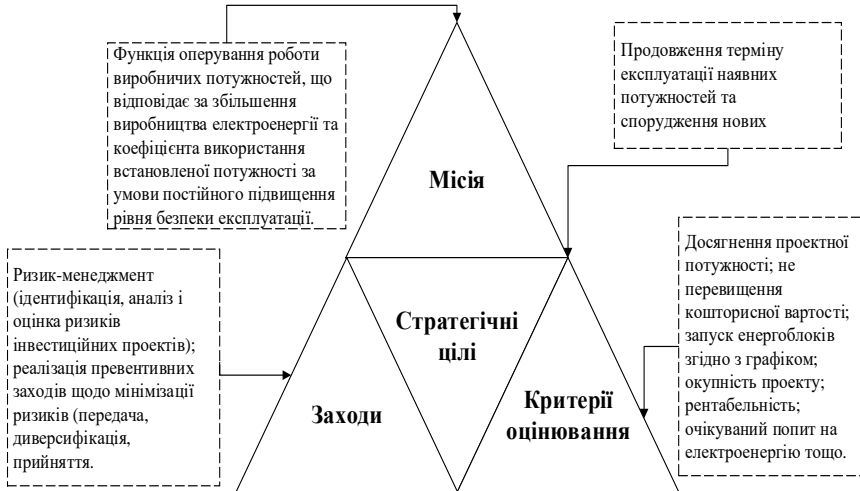 Функція оперування роботи
виробничих потужностей, що
відповідає за збільшення
виробництва електроенергії та
коефіцієнта використання
встановленої потужності за
умови постійного підвищення
рівня безпеки експлуатації.
Продовження терміну
експлуатації наявних
потужностей та
спорудження нових
Місія
Ризик-менеджмент
(ідентифікація, аналіз і
оцінка ризиків
інвестиційних проектів);
реалізація превентивних
заходів щодо мінімізації
ризиків (передача,
диверсифікація,
прийняття.
Стратегічні
цілі
Заходи
Критерії
оцінювання
Досягнення проектної
потужності; не
перевищення
кошторисної вартості;
запуск енергоблоків
згідно з графіком;
окупність проекту;
рентабельність;
очікуваний попит на
електроенергію тощо.